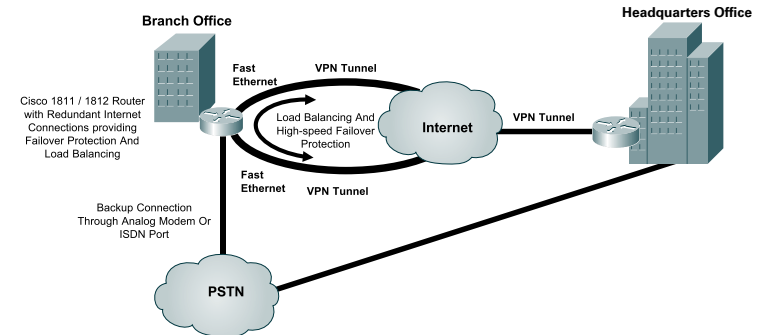 Branch Office
Headquarters Office
Fast
Ethernet
VPN Tunnel
Cisco 1811 / 1812 Router
with Redundant Internet
Connections providing
Failover Protection And
Load Balancing
Load Balancing And
High-speed Failover
Protection
Internet
VPN Tunnel
Fast
Ethernet
VPN Tunnel
Backup Connection
Through Analog Modem Or
ISDN Port
PSTN